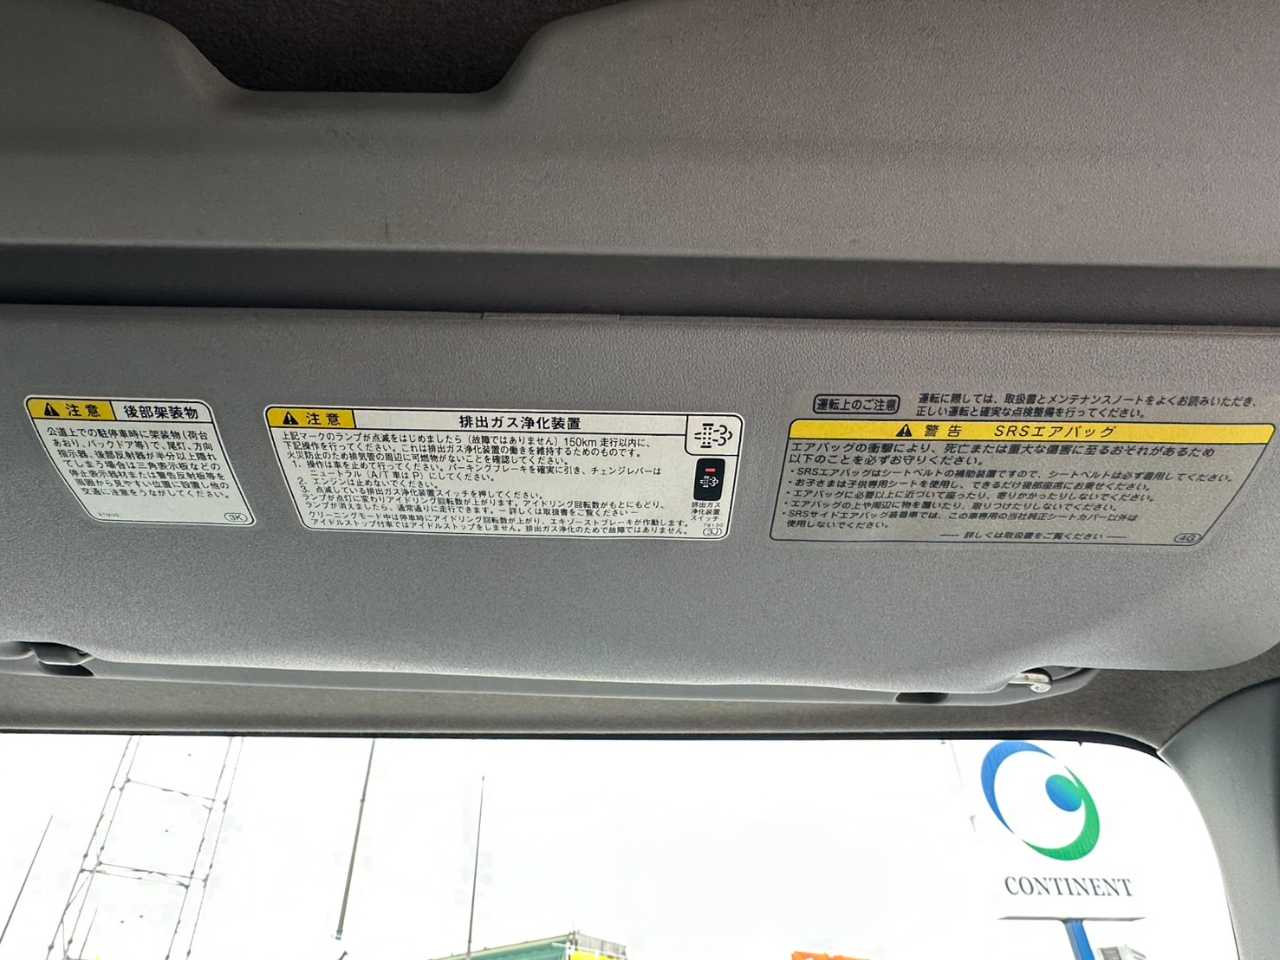 注意 後部架装物
公道上での駐停車時に架装物(荷台
あおり、バックドア等)で、尾灯、方向
指示器、後部反射器が半分以上隠れ
てしまう場合は三角表示板などの
停止表示器材または警告反射板等を
周囲から見やすい位置に設置し他の
交通に注意をうながしてください。
3K
注意 排出ガス浄化装置
上記マークのランプが点滅をはじめましたら(故障ではありません)150km走行以内に、
下記操作を行ってください。これは排出ガス浄化装置の働きを維持するためのものです。
火災防止のため排気管の周辺に可燃物がないことを確認してください。
1. 操作は車を止めて行ってください。パーキングブレーキを確実に引き、チェンジレバーは
ニュートラル(A/T車はP)にしてください。
2. エンジンは止めないでください。
3. 点滅している排出ガス浄化装置スイッチを押してください。
ランプが点灯に変わりアイドリング回転数が上がります。アイドリング回転数がもとにもどり、
ランプが消えましたら、通常通りに走行できます。ー詳しくは取扱書をご覧くださいー
クリーニングモード中は停車時にアイドリング回転数が上がり、エキゾーストブレーキが作動します。
アイドルストップ付車ではアイドルストップをしません。排出ガス浄化のためで故障ではありません。
排出ガス
浄化装置
スイッチ
3J
運転上のご注意 運転に際しては、取扱書とメンテナンスノートをよくお読みいただき、
正しい運転と確実な点検整備を行ってください。
警告 SRSエアバッグ
エアバッグの衝撃により、死亡または重大な傷害に至るおそれがあるため
以下のことを必ずお守りください。
・SRSエアバッグはシートベルトの補助装置ですので、シートベルトは必ず着用してください。
・お子さまは子供専用シートを使用し、できるだけ後部座席にお乗せください。
・エアバッグに必要以上に近づいて座ったり、寄りかかったりしないでください。
・エアバッグの上や周辺に物を置いたり、取りつけたりしないでください。
・SRSサイドエアバッグ装着車では、この車専用の当社純正シートカバー以外は
使用しないでください。
── 詳しくは取扱書をご覧ください ──
4G
CONTINENT